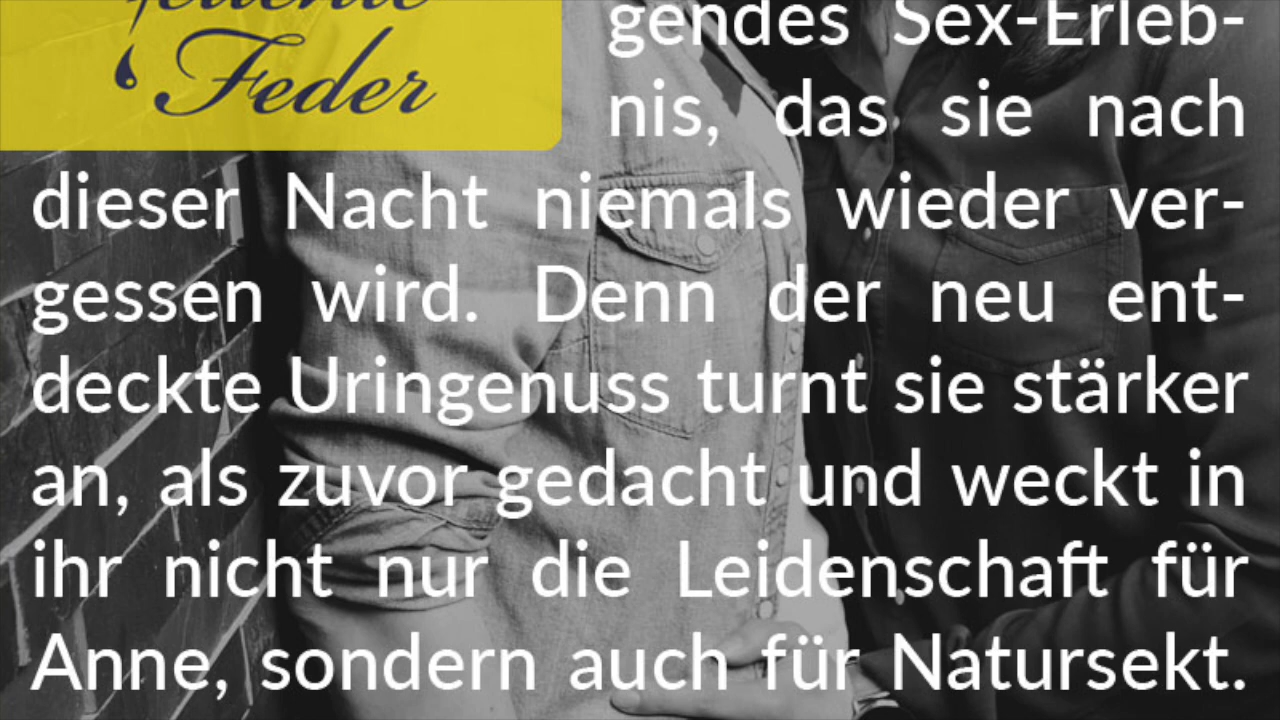 Feder
gendes Sex-Erleb-
nis, das sie nach
dieser Nacht niemals wieder ver-
gessen wird. Denn der neu ent-
deckte Uringenuss turnt sie stärker
an, als zuvor gedacht und weckt in
ihr nicht nur die Leidenschaft für
Anne, sondern auch für Natursekt.